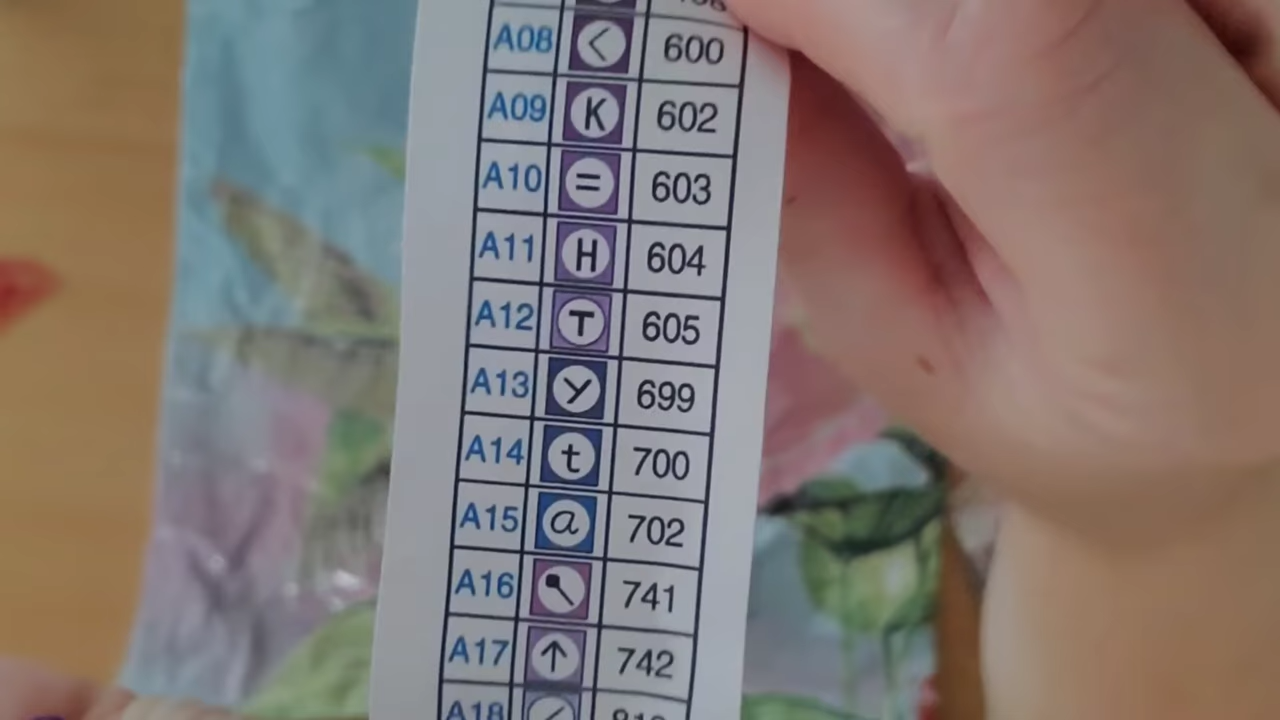 A08 < 600
A09 K 602
A10 = 603
A11 H 604
A12 T 605
A13 y 699
A14 t 700
A15 a 702
A16 741
A17 ↑ 742
A18